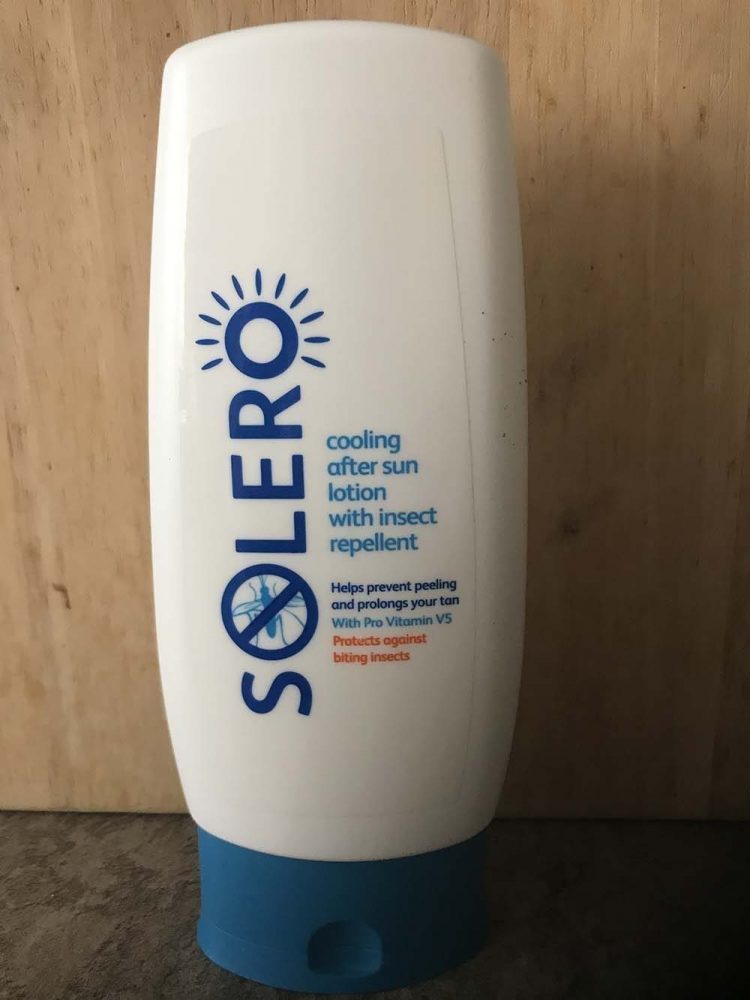 SOLERO
cooling
after sun
lotion
with insect
repellent
Helps prevent peeling
and prolongs your tan
With Pro Vitamin V5
Protects against
biting insects